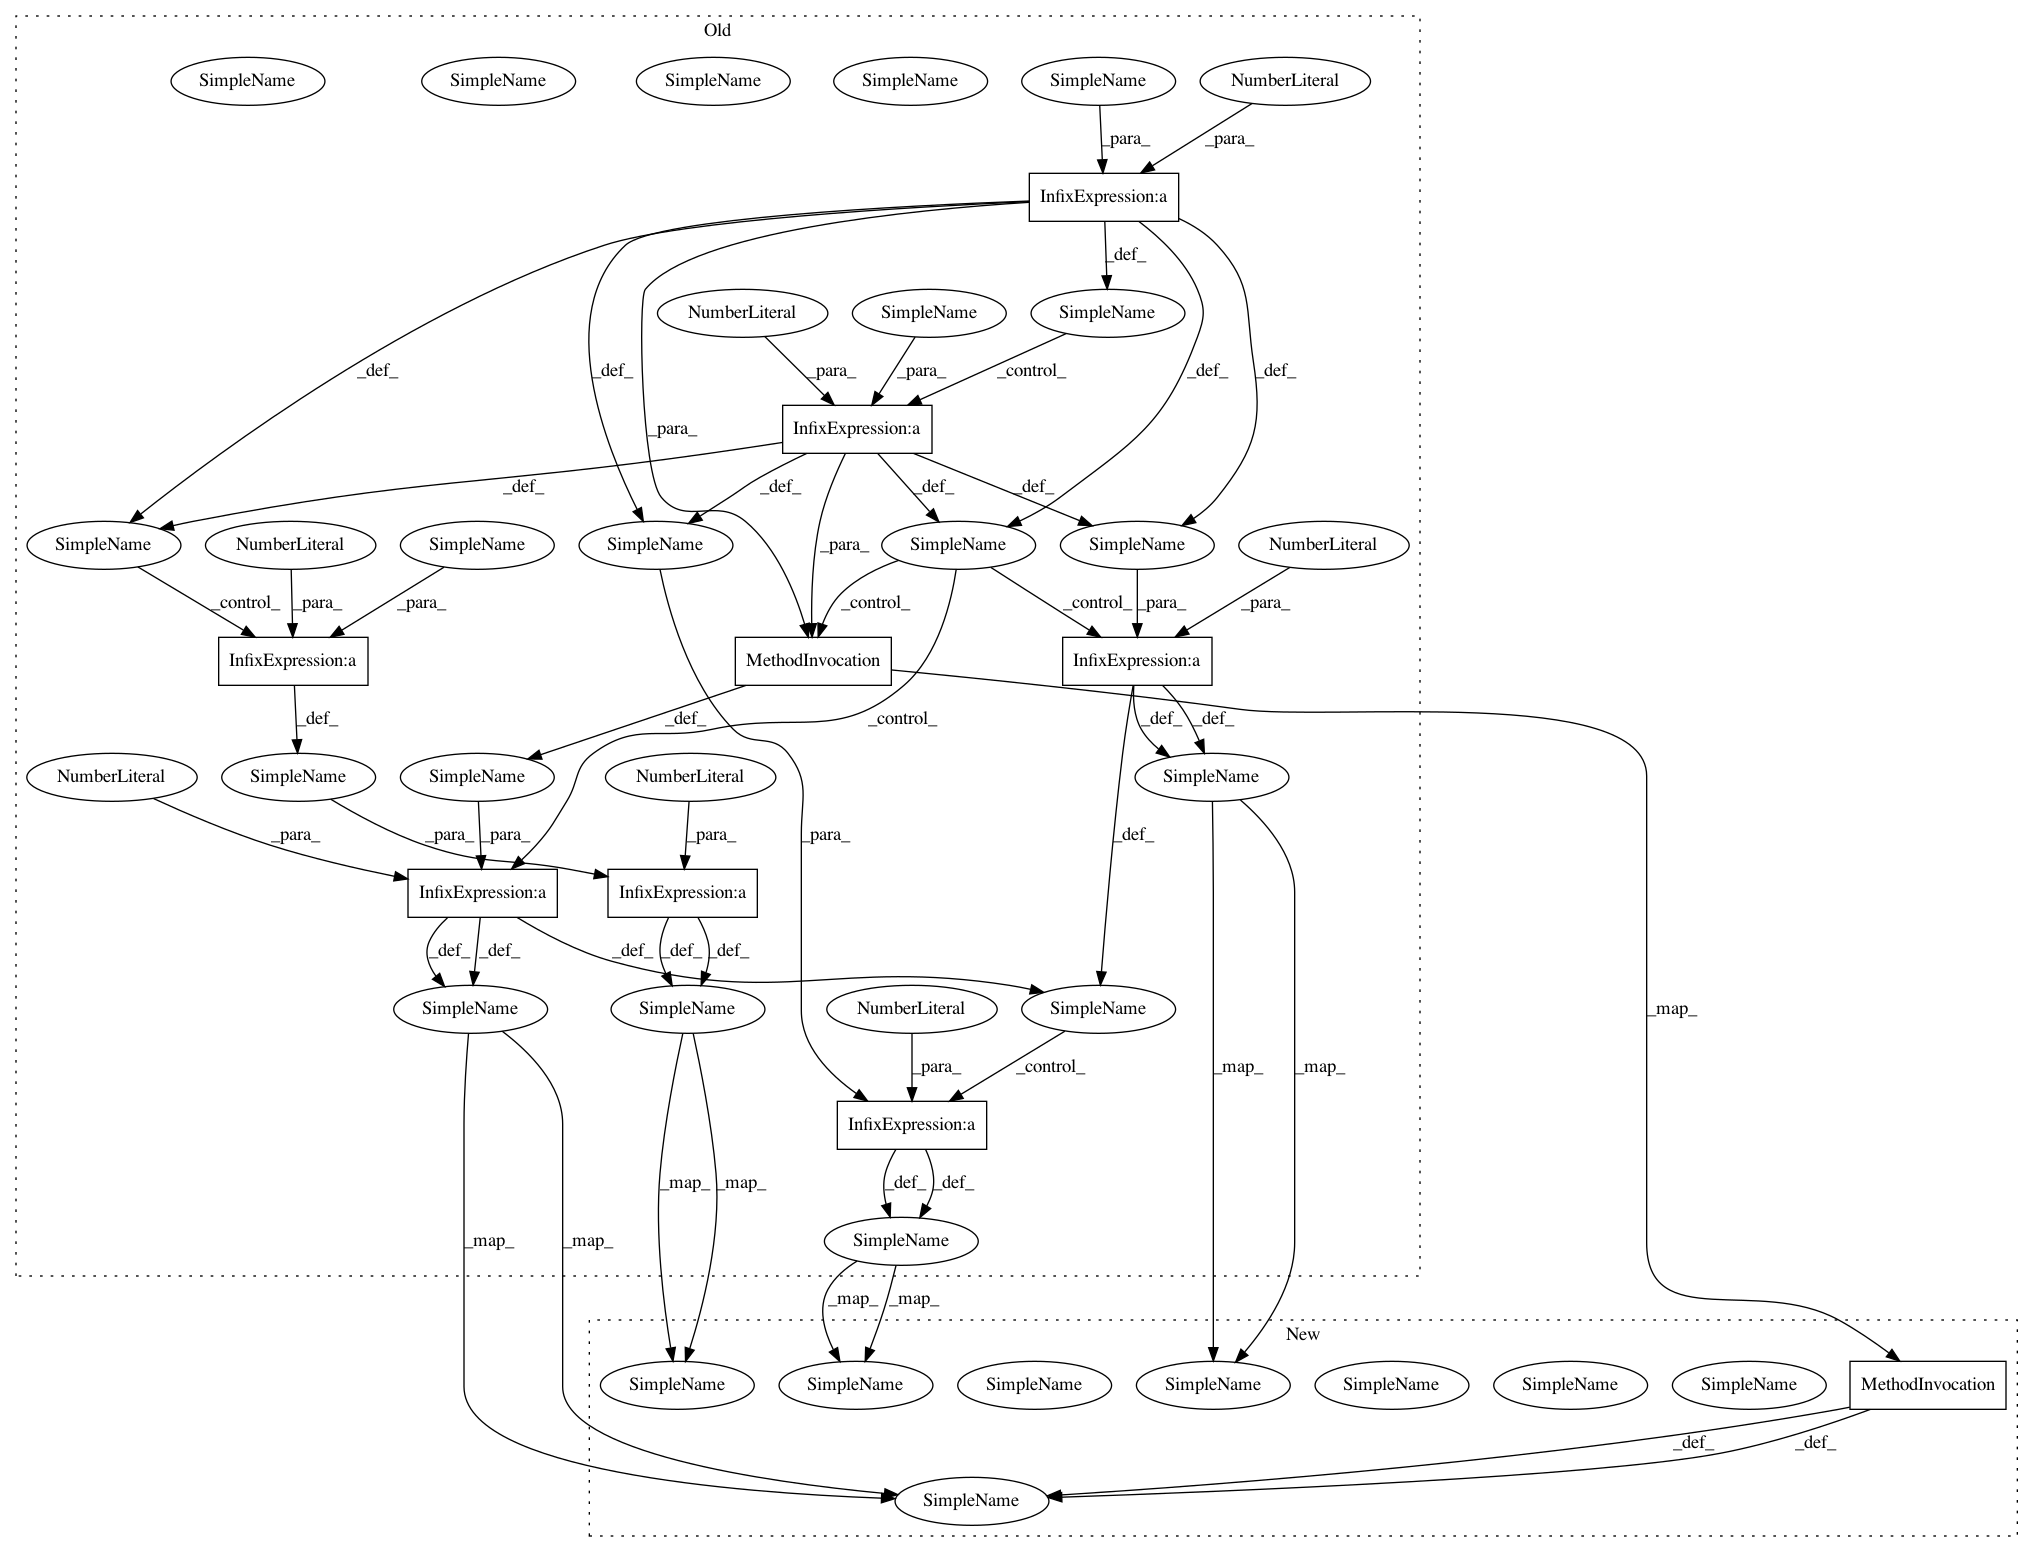 Old
SimpleName SimpleName SimpleName SimpleName SimpleName NumberLiteral
_para_ _para_
InfixExpression:a
_def_
NumberLiteral SimpleName SimpleName
_def_ _def_ _para_ _para_ _control_ _def_ _def_
_para_ InfixExpression:a
_def_ _def_ _def_ _def_
SimpleName NumberLiteral SimpleName SimpleName _para_ SimpleName SimpleName NumberLiteral
_control_ _para_ _para_ _control_ _control_ _para_ _para_
InfixExpression:a MethodInvocation InfixExpression:a
_def_ _def_ _control_ _def_ _def_
NumberLiteral SimpleName SimpleName NumberLiteral SimpleName
_para_ _para_ _para_ _para_ _para_ _def_
InfixExpression:a InfixExpression:a
_def_ _def_ _def_ _def_ _def_
SimpleName SimpleName NumberLiteral SimpleName _map_
_para_ _control_ _map_ _map_
InfixExpression:a
_map_ _map_ _def_ _def_
_map_ _map_ SimpleName
_map_ _map_
New
SimpleName SimpleName SimpleName SimpleName SimpleName SimpleName SimpleName MethodInvocation
_def_ _def_
SimpleName